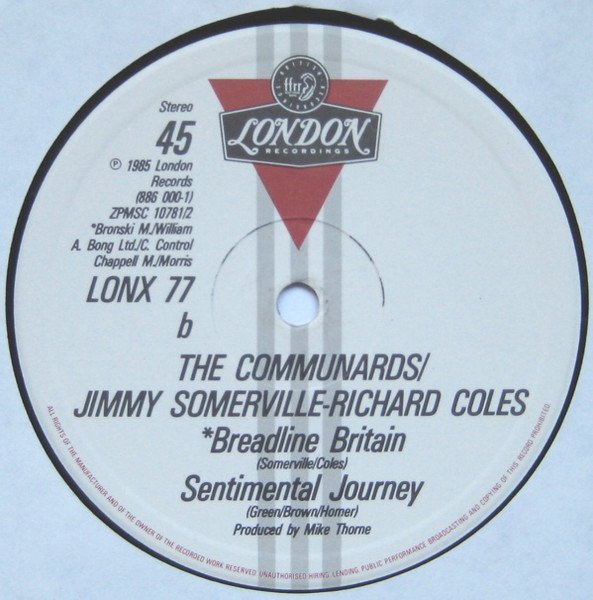 ffrr
LONDON
RECORDINGS
Stereo
45
℗ 1985 London
Records
(886 000-1)
ZPMSC 10781/2
*Bronski M./William
A. Bong Ltd./C. Control
Chappell M./Morris
LONX 77
b
THE COMMUNARDS/
JIMMY SOMERVILLE-RICHARD COLES
*Breadline Britain
(Somerville/Coles)
Sentimental Journey
(Green/Brown/Homer)
Produced by Mike Thorne
ALL RIGHTS OF THE MANUFACTURER AND OF THE OWNER OF THE RECORDED WORK RESERVED UNAUTHORISED HIRING LENDING PUBLIC PERFORMANCE BROADCASTING AND COPYING OF THIS RECORD PROHIBITED